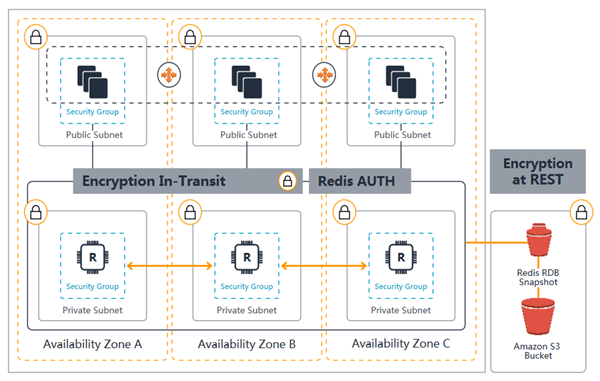 Security Group
Security Group
Security Group
Public Subnet
Public Subnet
Public Subnet
Encryption In-Transit
Redis AUTH
Encryption
at REST
R
R
R
Security Group
Security Group
Security Group
Private Subnet
Private Subnet
Private Subnet
Redis RDB
Snapshot
Amazon S3
Bucket
Availability Zone A
Availability Zone B
Availability Zone C